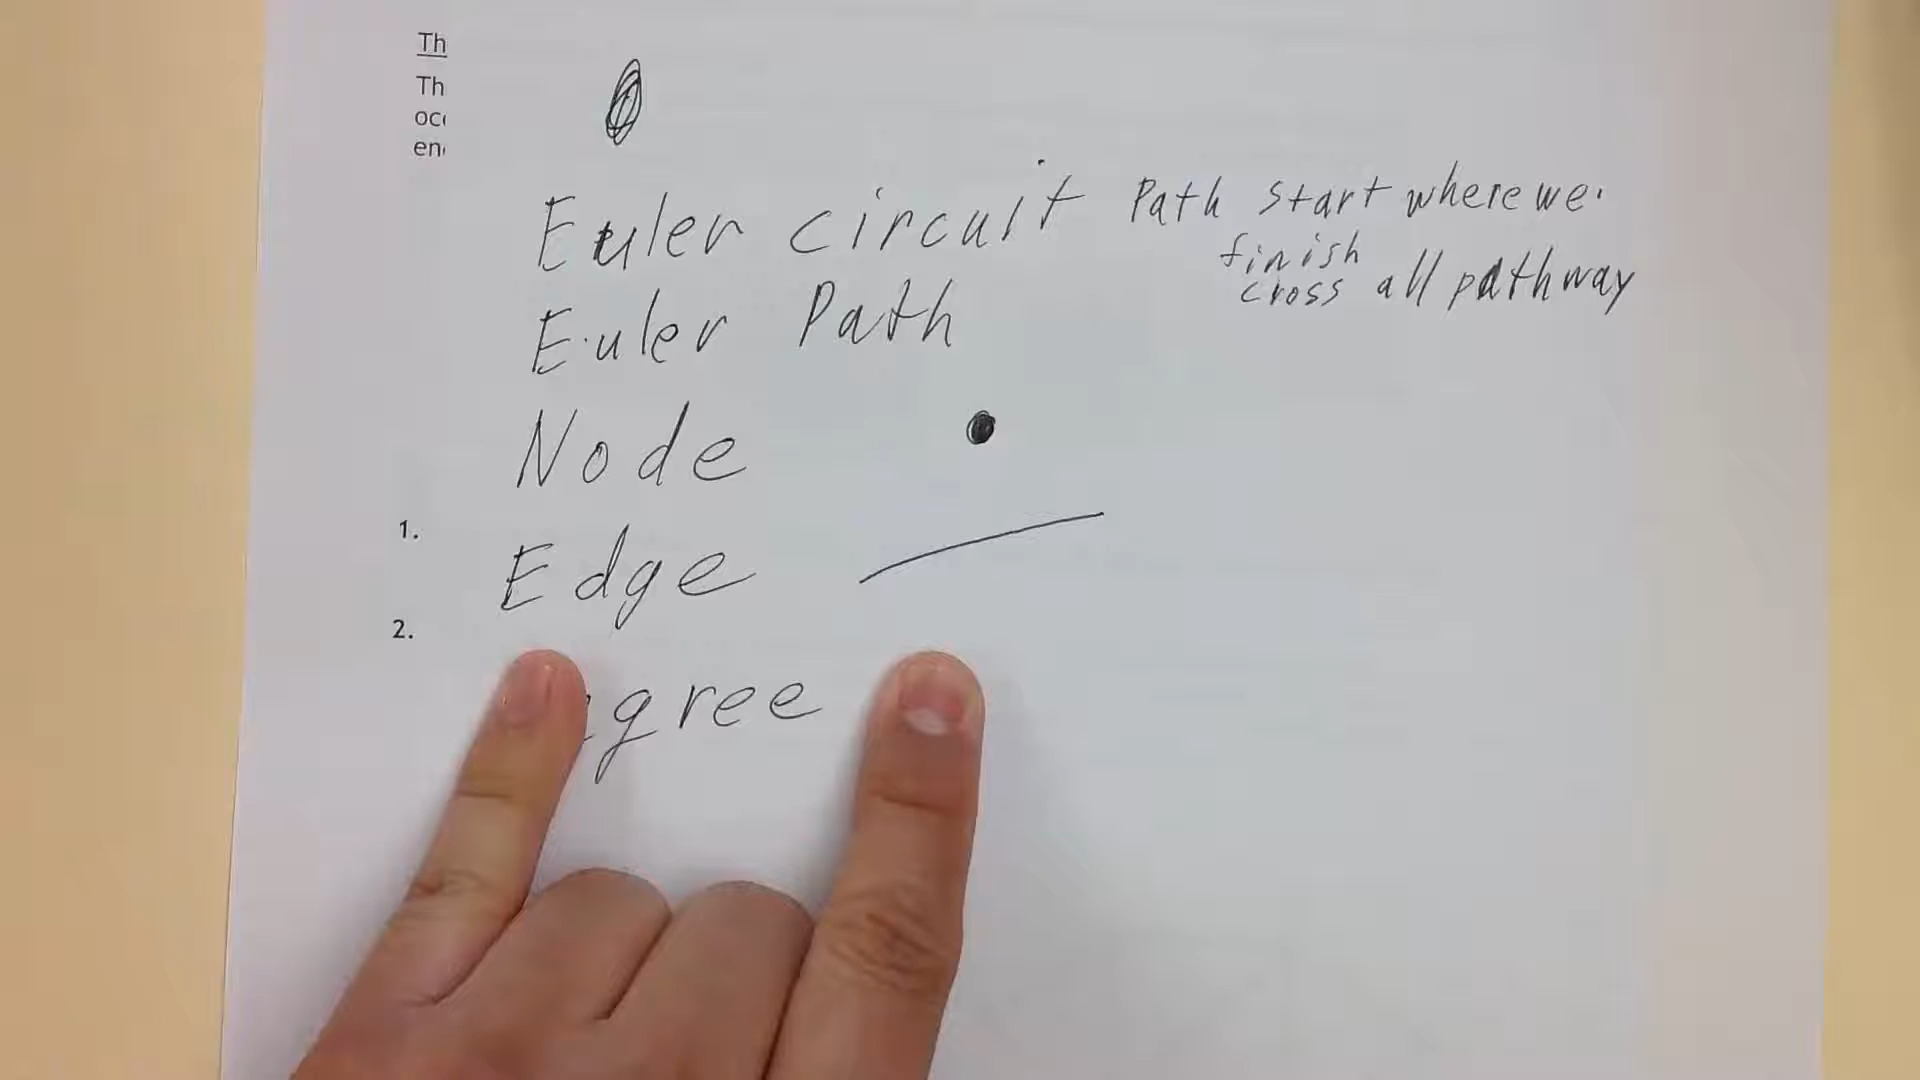 Th
Th
oc
en
Euler circuit Path start where we
finish
cross all pathway
Euler Path
Node
1.
Edge
2.
gree